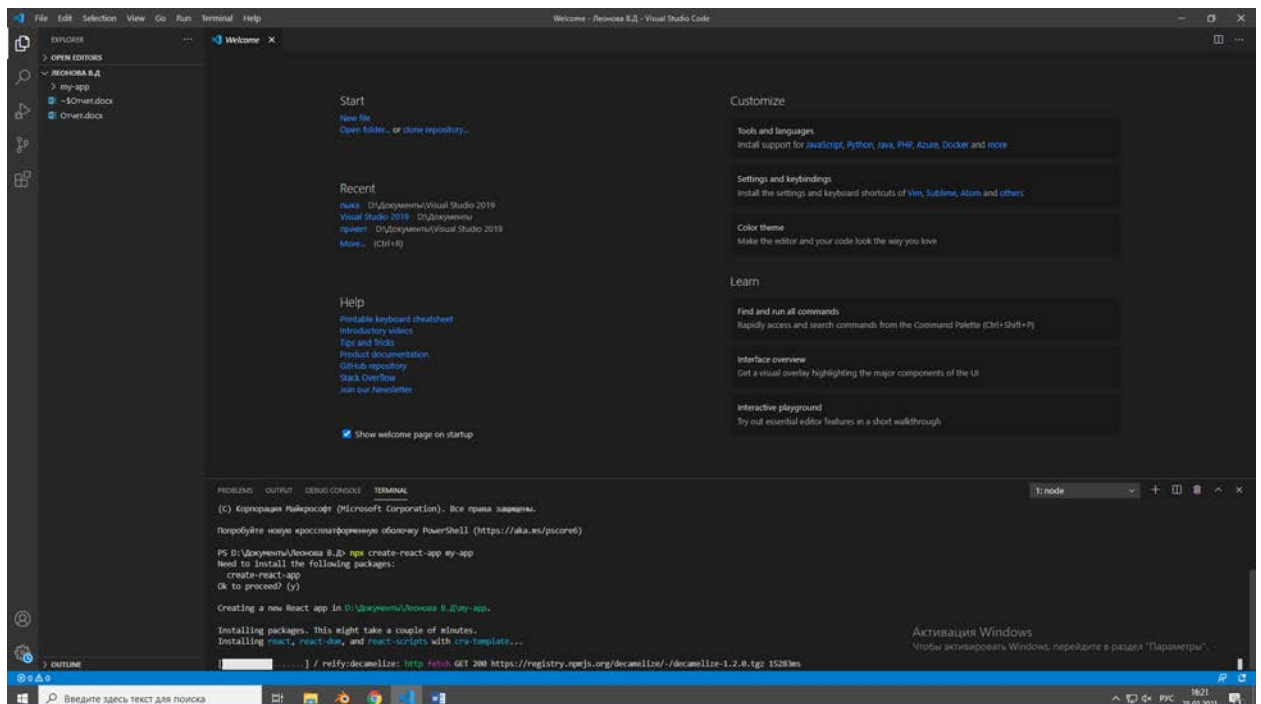 File Edit Selection View Go Run Terminal Help
Welcome - Леонова В.Д - Visual Studio Code
EXPLORER
Welcome
OPEN EDITORS
ЛЕОНОВА В.Д
my-app
~$Отчет.docx
Отчет.docx
Start
New file
Open folder... or clone repository...
Recent
D:\Документы\Visual Studio 2019
Visual Studio 2019 D:\Документы
привет D:\Документы\Visual Studio 2019
More... (Ctrl+R)
Help
Printable keyboard cheatsheet
Introductory videos
Tips and Tricks
Product documentation
GitHub repository
Stack Overflow
Join our Newsletter
Show welcome page on startup
Customize
Tools and languages
Install support for JavaScript, Python, Java, PHP, Azure, Docker and more
Settings and keybindings
Install the settings and keyboard shortcuts of Vim, Sublime, Atom and others
Color theme
Make the editor and your code look the way you love
Learn
Find and run all commands
Rapidly access and search commands from the Command Palette (Ctrl+Shift+P)
Interface overview
Get a visual overlay highlighting the major components of the UI
Interactive playground
Try out essential editor features in a short walkthrough
PROBLEMS OUTPUT DEBUG CONSOLE TERMINAL
1: node
(C) Корпорация Майкрософт (Microsoft Corporation). Все права защищены.
Попробуйте новую кроссплатформенную оболочку PowerShell (https://aka.ms/pscore6)
PS D:\Документы\Леонова В.Д> npx create-react-app my-app
Need to install the following packages:
create-react-app
Ok to proceed? (y)
Creating a new React app in D:\Документы\Леонова В.Д\my-app.
Installing packages. This might take a couple of minutes.
Installing react, react-dom, and react-scripts with cra-template...
[ ......] / reify:decamelize: http fetch GET 200 https://registry.npmjs.org/decamelize/-/decamelize-1.2.0.tgz 15283ms
Активация Windows
Чтобы активировать Windows, перейдите в раздел "Параметры".
OUTLINE
0 0
Введите здесь текст для поиска
РУС
16:21